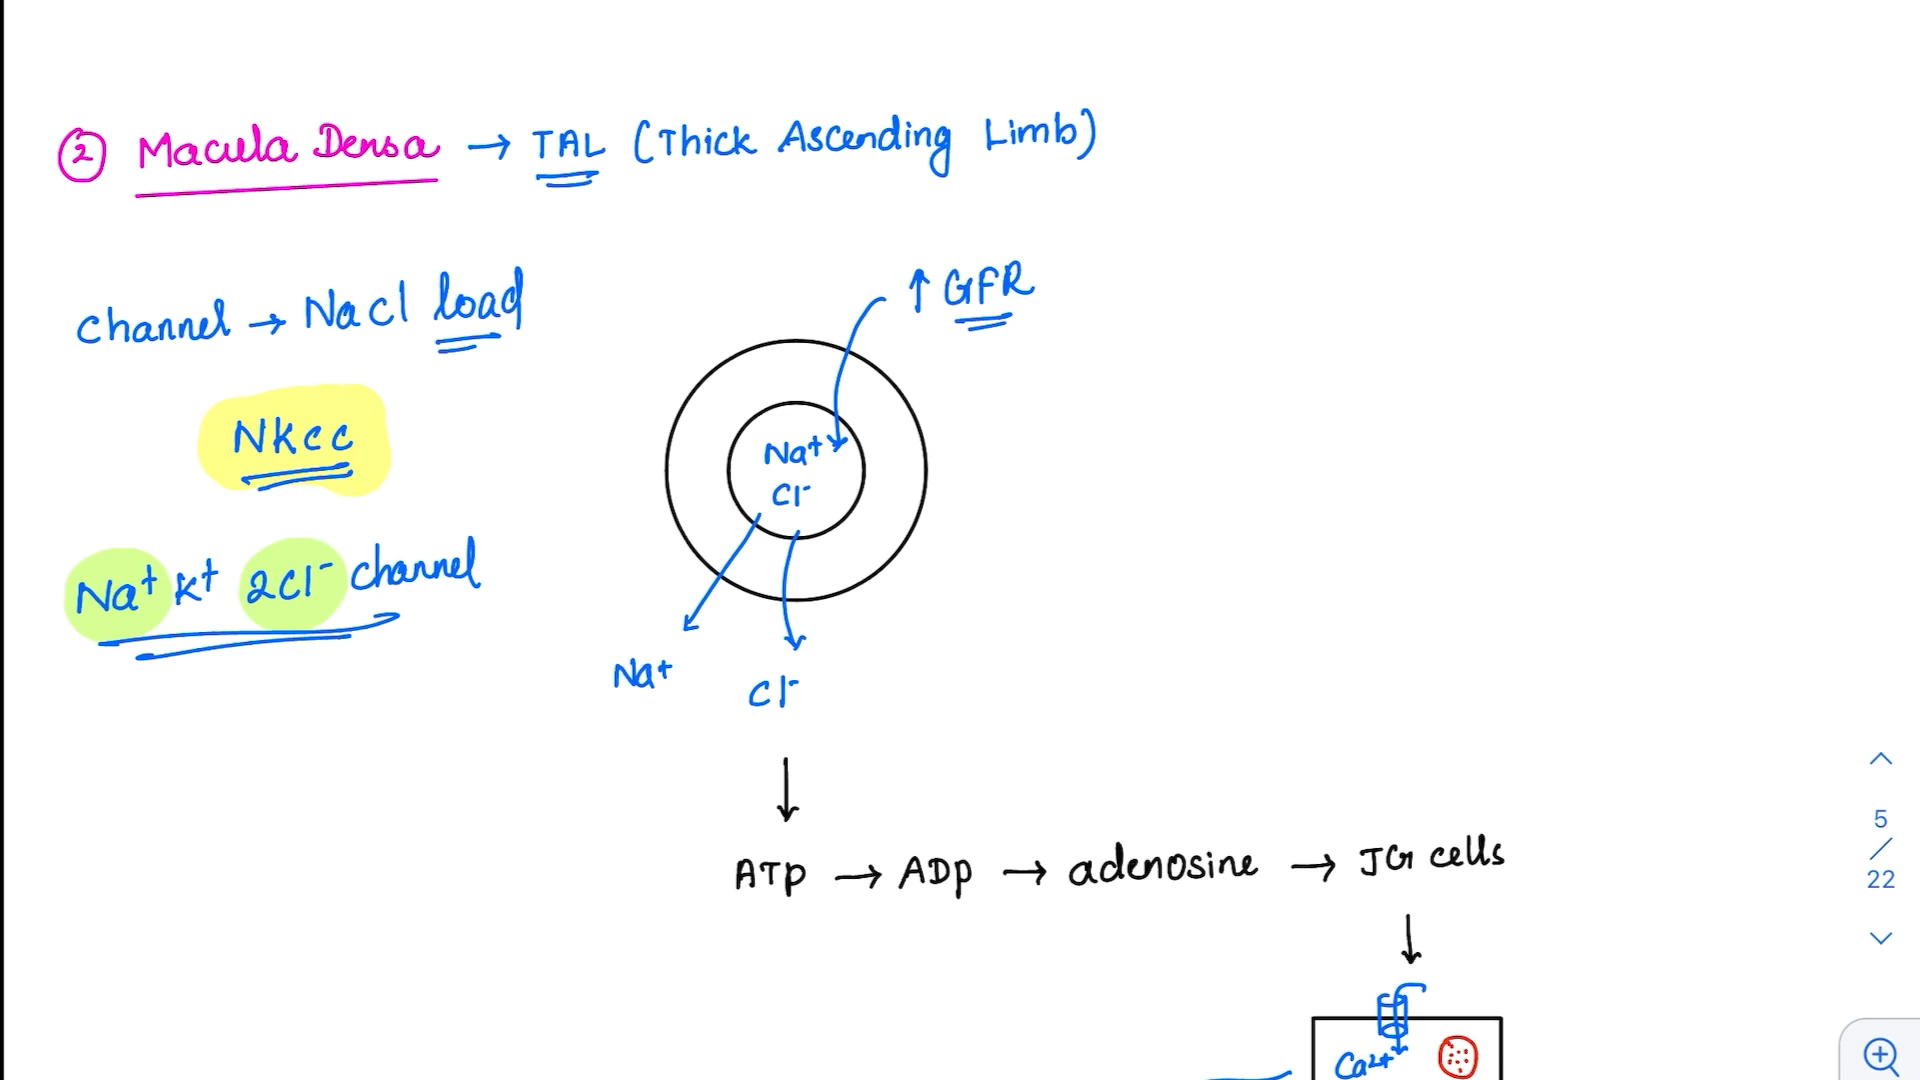 ② Macula Densa → TAL (Thick Ascending Limb)
channel → NaCl load
↑ GFR
NKCC
Na⁺
Cl⁻
Na⁺ K⁺ 2Cl⁻ channel
Na⁺
Cl⁻
↓
ATP → ADP → adenosine → JG cells
↓
Ca²⁺
5
/
22